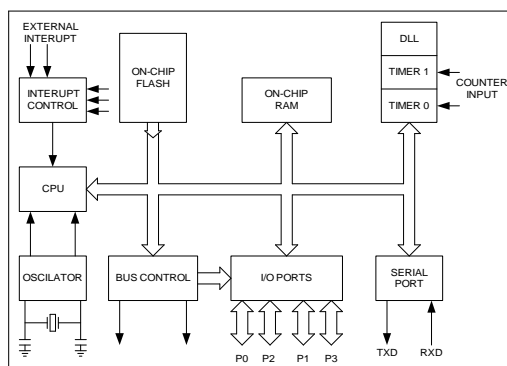 EXTERNAL
INTERUPT
INTERRUPT
CONTROL
ON-CHIP
FLASH
ON-CHIP
RAM
DLL
TIMER 1
TIMER 0
COUNTER
INPUT
CPU
OSCILATOR
BUS CONTROL
I/O PORTS
SERIAL
PORT
P0
P2
P1
P3
TXD
RXD